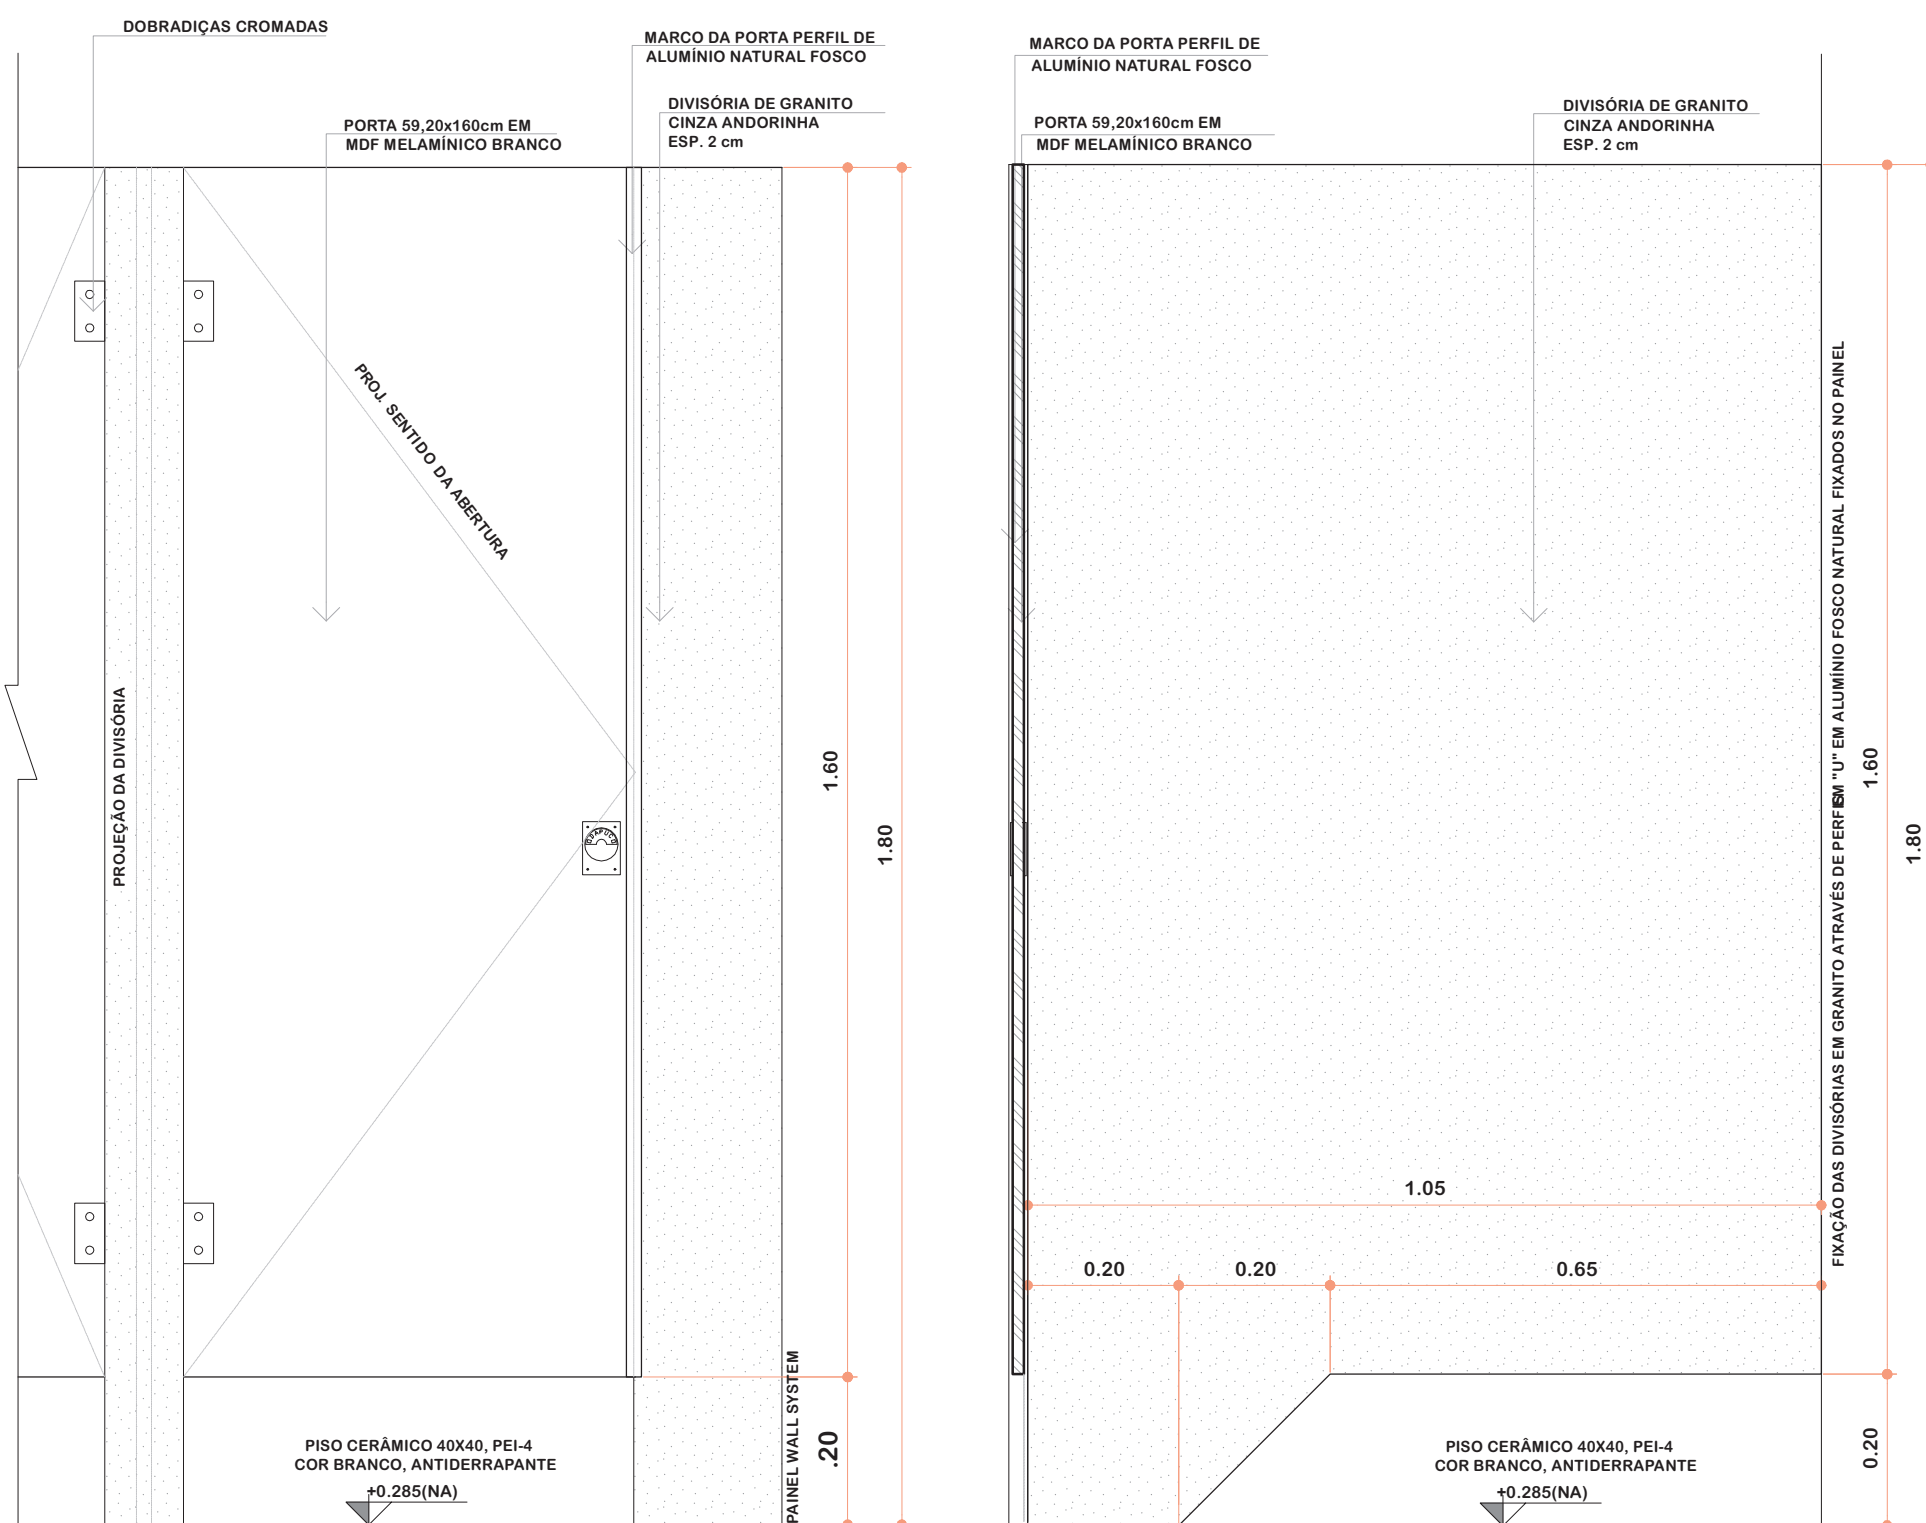 DOBRADIÇAS CROMADAS
MARCO DA PORTA PERFIL DE
ALUMÍNIO NATURAL FOSCO
DIVISÓRIA DE GRANITO
CINZA ANDORINHA
ESP. 2 cm
PORTA 59,20x160cm EM
MDF MELAMÍNICO BRANCO
PROJ. SENTIDO DA ABERTURA
PROJEÇÃO DA DIVISÓRIA
1.60
1.80
.20
PAINEL WALL SYSTEM
PISO CERÂMICO 40X40, PEI-4
COR BRANCO, ANTIDERRAPANTE
+0.285(NA)
MARCO DA PORTA PERFIL DE
ALUMÍNIO NATURAL FOSCO
PORTA 59,20x160cm EM
MDF MELAMÍNICO BRANCO
DIVISÓRIA DE GRANITO
CINZA ANDORINHA
ESP. 2 cm
FIXAÇÃO DAS DIVISÓRIAS EM GRANITO ATRAVÉS DE "U" EM ALUMÍNIO FOSCO NATURAL FIXADOS NO PAINEL
1.60
1.80
1.05
0.20
0.20
0.65
0.20
PISO CERÂMICO 40X40, PEI-4
COR BRANCO, ANTIDERRAPANTE
+0.285(NA)